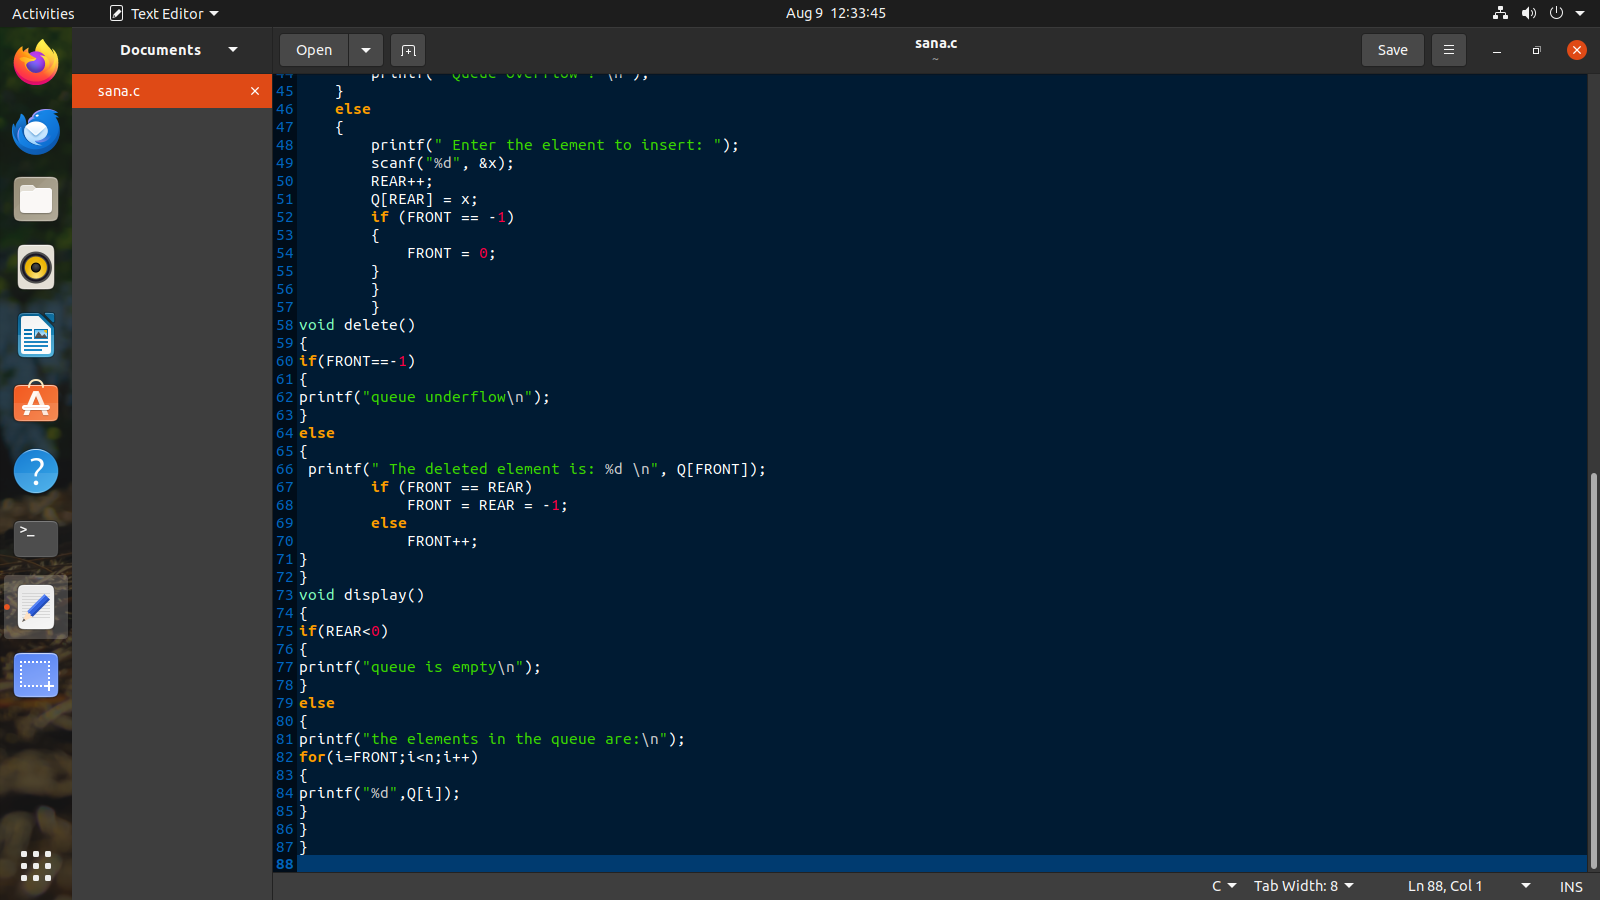 Activities
Text Editor
Aug 9 12:33:45
Documents
Open
sana.c
~
Save
sana.c
44 printf( " Queue overflow : \n");
45 }
46 else
47 {
48 printf(" Enter the element to insert: ");
49 scanf("%d", &x);
50 REAR++;
51 Q[REAR] = x;
52 if (FRONT == -1)
53 {
54 FRONT = 0;
55 }
56 }
57 }
58 void delete()
59 {
60 if(FRONT==-1)
61 {
62 printf("queue underflow\n");
63 }
64 else
65 {
66 printf(" The deleted element is: %d \n", Q[FRONT]);
67 if (FRONT == REAR)
68 FRONT = REAR = -1;
69 else
70 FRONT++;
71 }
72 }
73 void display()
74 {
75 if(REAR<0)
76 {
77 printf("queue is empty\n");
78 }
79 else
80 {
81 printf("the elements in the queue are:\n");
82 for(i=FRONT;i<n;i++)
83 {
84 printf("%d",Q[i]);
85 }
86 }
87 }
88
C
Tab Width: 8
Ln 88, Col 1
INS